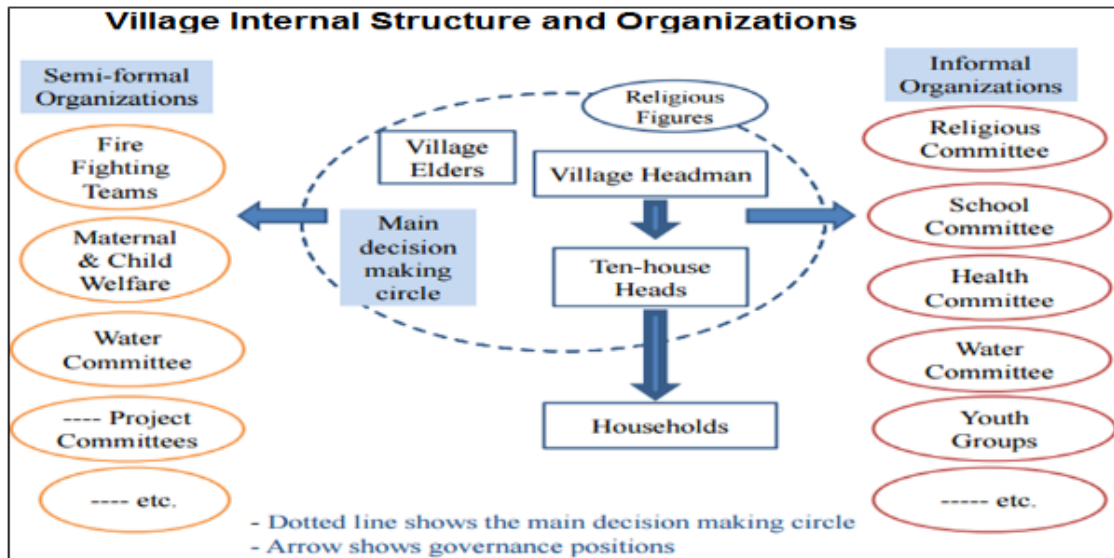 Village Internal Structure and Organizations
Semi-formal
Organizations
Fire
Fighting
Teams
Maternal
& Child
Welfare
Water
Committee
---- Project
Committees
---- etc.
Religious
Figures
Village
Elders
Village Headman
Main
decision
making
circle
Ten-house
Heads
Households
Informal
Organizations
Religious
Committee
School
Committee
Health
Committee
Water
Committee
Youth
Groups
----- etc.
- Dotted line shows the main decision making circle
- Arrow shows governance positions